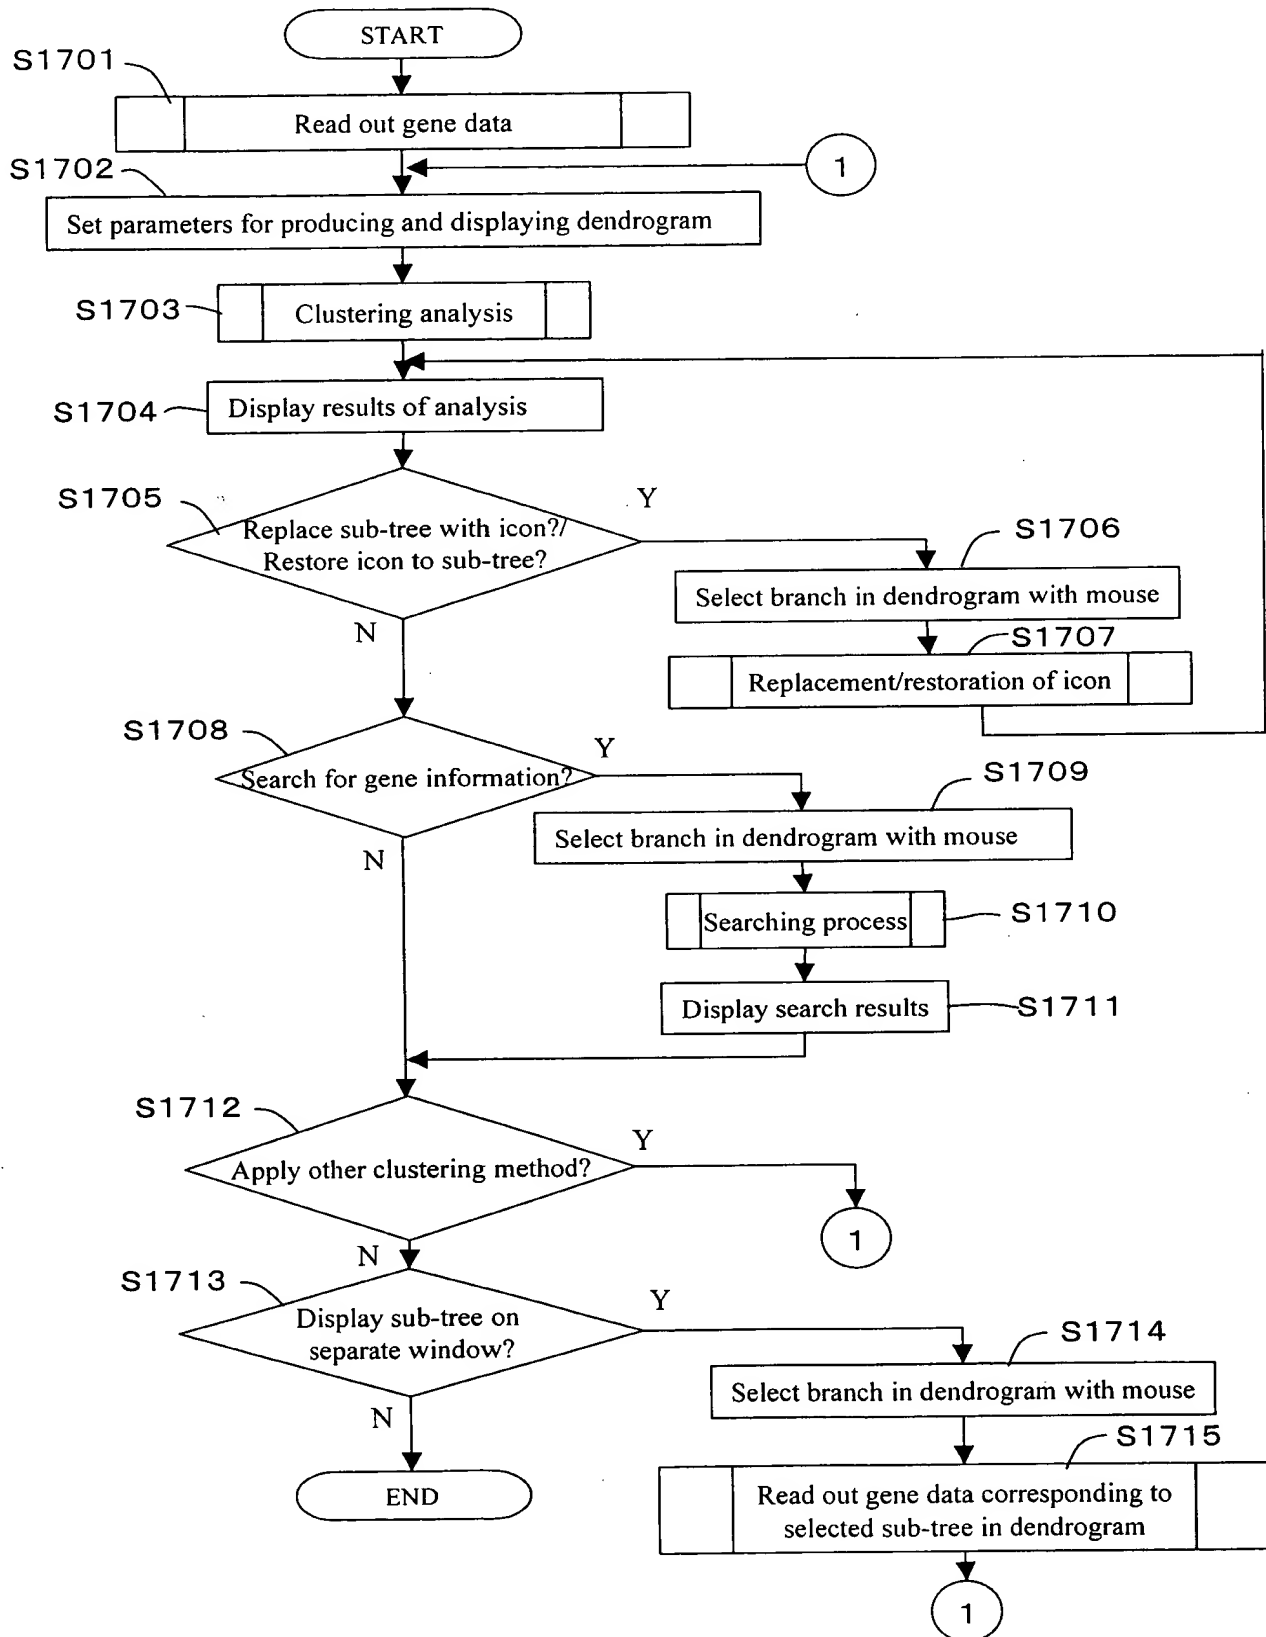 START
S1701
Read out gene data
1
S1702
Set parameters for producing and displaying dendrogram
S1703
Clustering analysis
S1704
Display results of analysis
S1705
Y
Replace sub-tree with icon?/
Restore icon to sub-tree?
N
S1706
Select branch in dendrogram with mouse
S1707
Replacement/restoration of icon
S1708
Y
Search for gene information?
N
S1709
Select branch in dendrogram with mouse
Searching process
S1710
Display search results
S1711
S1712
Y
Apply other clustering method?
1
N
S1713
Y
Display sub-tree on
separate window?
N
S1714
Select branch in dendrogram with mouse
S1715
Read out gene data corresponding to
selected sub-tree in dendrogram
END
1